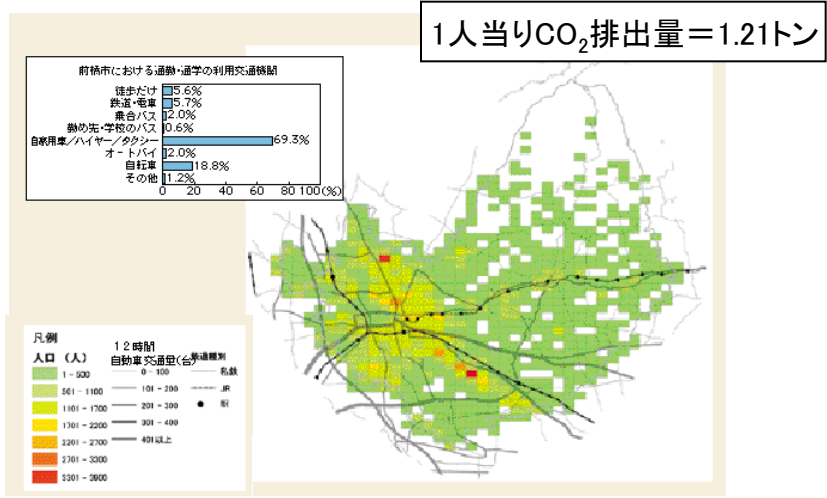 1人当りCO₂排出量＝1.21トン
前橋市における通勤・通学の利用交通機関
徒歩だけ 5.6%
鉄道・電車 5.7%
乗合バス 2.0%
勤め先・学校のバス 0.6%
自家用車／ハイヤー／タクシー 69.3%
オートバイ 2.0%
自転車 18.8%
その他 1.2%
0 20 40 60 80 100(%)
凡例
人口 （人）
1 - 500
501 - 1100
1101 - 1700
1701 - 2200
2201 - 2700
2701 - 3300
3301 - 3900
12時間
自動車交通量(台)
0 - 100
101 - 200
201 - 300
301 - 400
401以上
鉄道種別
私鉄
JR
駅